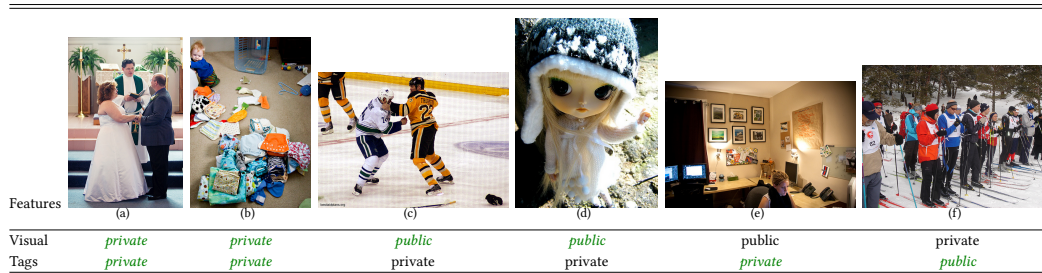 Features
(a) (b) (c) (d) (e) (f)
Visual private private public public public private
Tags private private private private private public